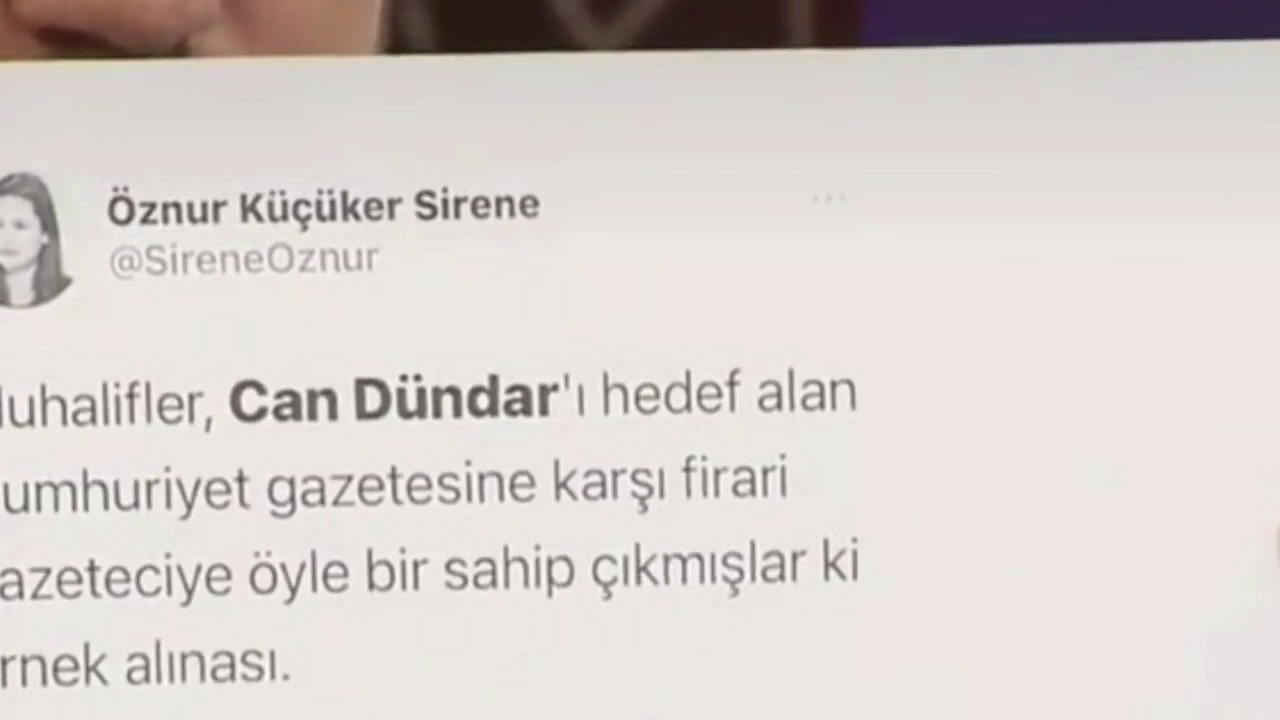 Öznur Küçüker Sirene
@SireneOznur
uhalifler, Can Dündar'ı hedef alan
umhuriyet gazetesine karşı firari
azeteciye öyle bir sahip çıkmışlar ki
rnek alınası.